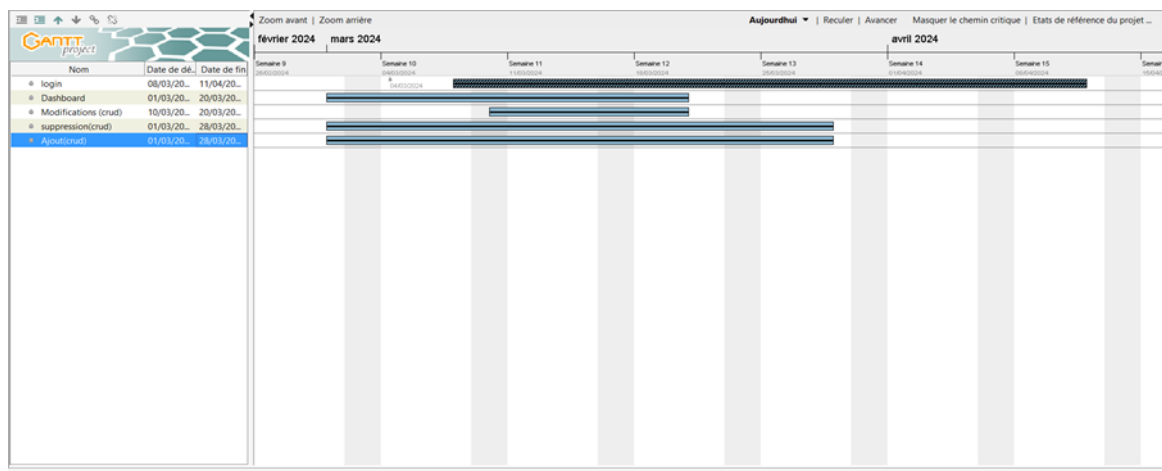 Zoom avant | Zoom arrière
Aujourdhui ▼ | Reculer | Avancer
Masquer le chemin critique | Etats de référence du projet ...
GANTT project
février 2024
mars 2024
avril 2024
Nom
Date de dé...
Date de fin
Semaine 9
Semaine 10
Semaine 11
Semaine 12
Semaine 13
Semaine 14
Semaine 15
26/02/2024
04/03/2024
11/03/2024
18/03/2024
25/03/2024
01/04/2024
08/04/2024
04/03/2024
login
08/03/20...
11/04/20...
Dashboard
01/03/20...
20/03/20...
Modifications (crud)
10/03/20...
20/03/20...
suppression(crud)
01/03/20...
28/03/20...
Ajout(crud)
01/03/20...
28/03/20...